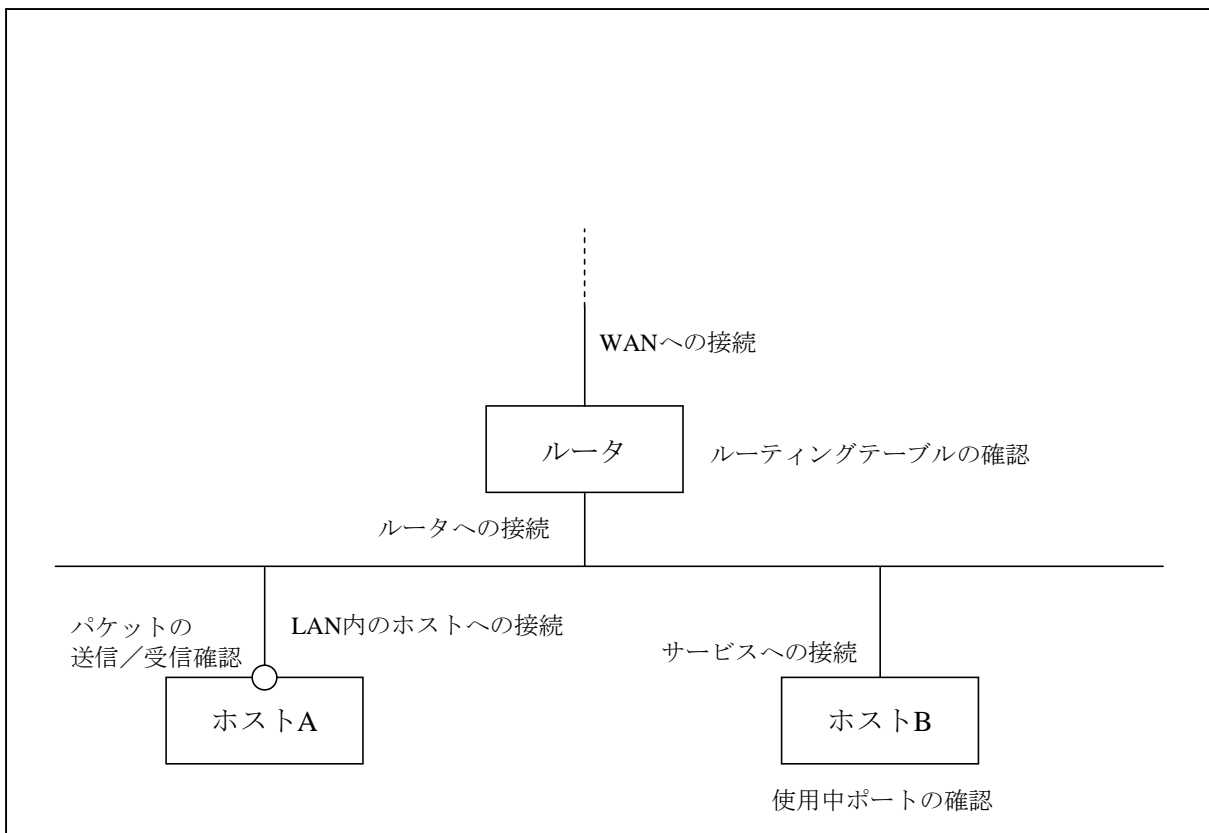 WANへの接続
ルータ
ルーティングテーブルの確認
ルータへの接続
パケットの
送信／受信確認
LAN内のホストへの接続
サービスへの接続
ホストA
ホストB
使用中ポートの確認